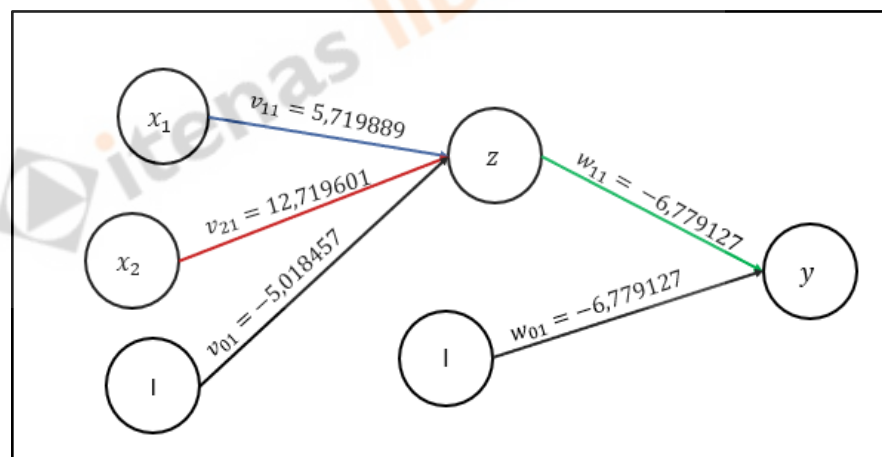 itenas lib
x₁
v₁₁ = 5,719889
z
w₁₁ = −6,779127
x₂
v₂₁ = 12,719601
y
v₀₁ = −5,018457
w₀₁ = −6,779127
1
1